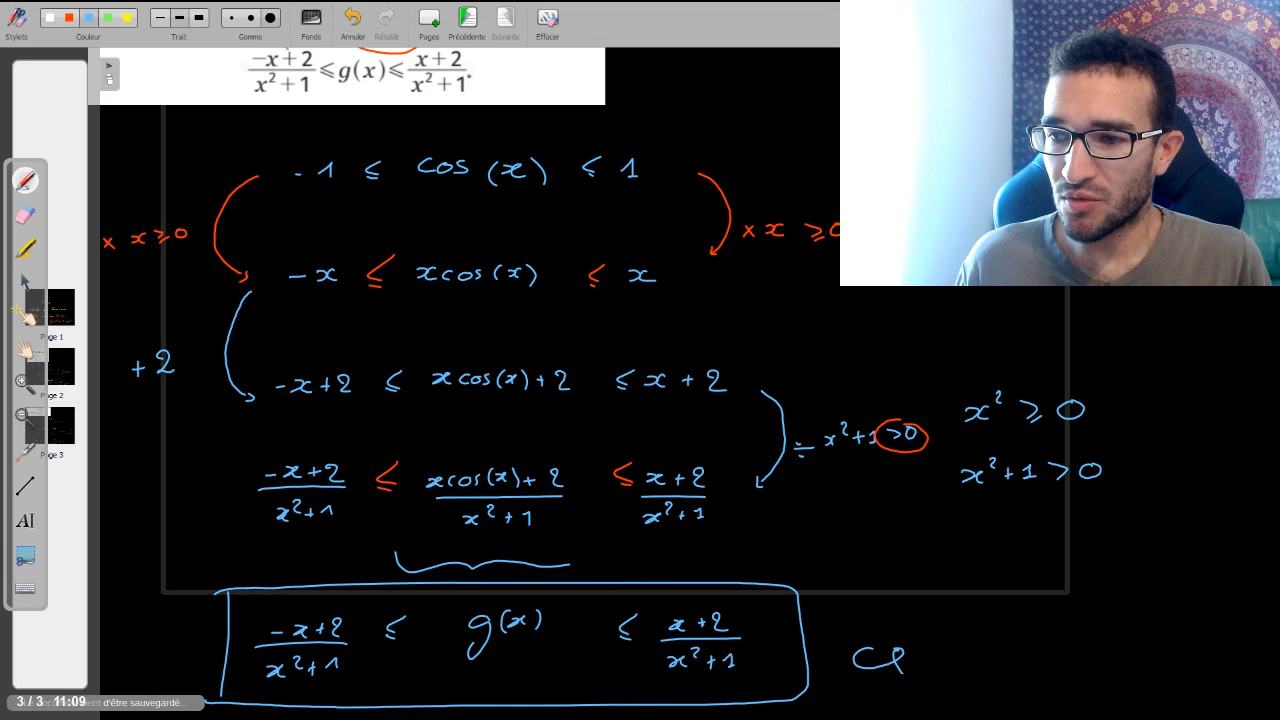 Stylets Couleur Trait Gomme Fonds Annuler Rétablir Pages Précédente Suivante Effacer
-x+2/x²+1 ⩽ g(x) ⩽ x+2/x²+1.
-1 ≤ cos(x) ≤ 1
× x ≥ 0 × x ≥ 0
-x ≤ x cos(x) ≤ x
Page 1
+2
-x+2 ≤ x cos(x)+2 ≤ x+2
Page 2
÷ x²+1 >0
x² ≥ 0
Page 3
-x+2/x²+1 ≤ x cos(x)+2/x²+1 ≤ x+2/x²+1
x²+1 > 0
AI
-x+2/x²+1 ≤ g(x) ≤ x+2/x²+1
3 / 3 11:09
d'être sauvegardé...